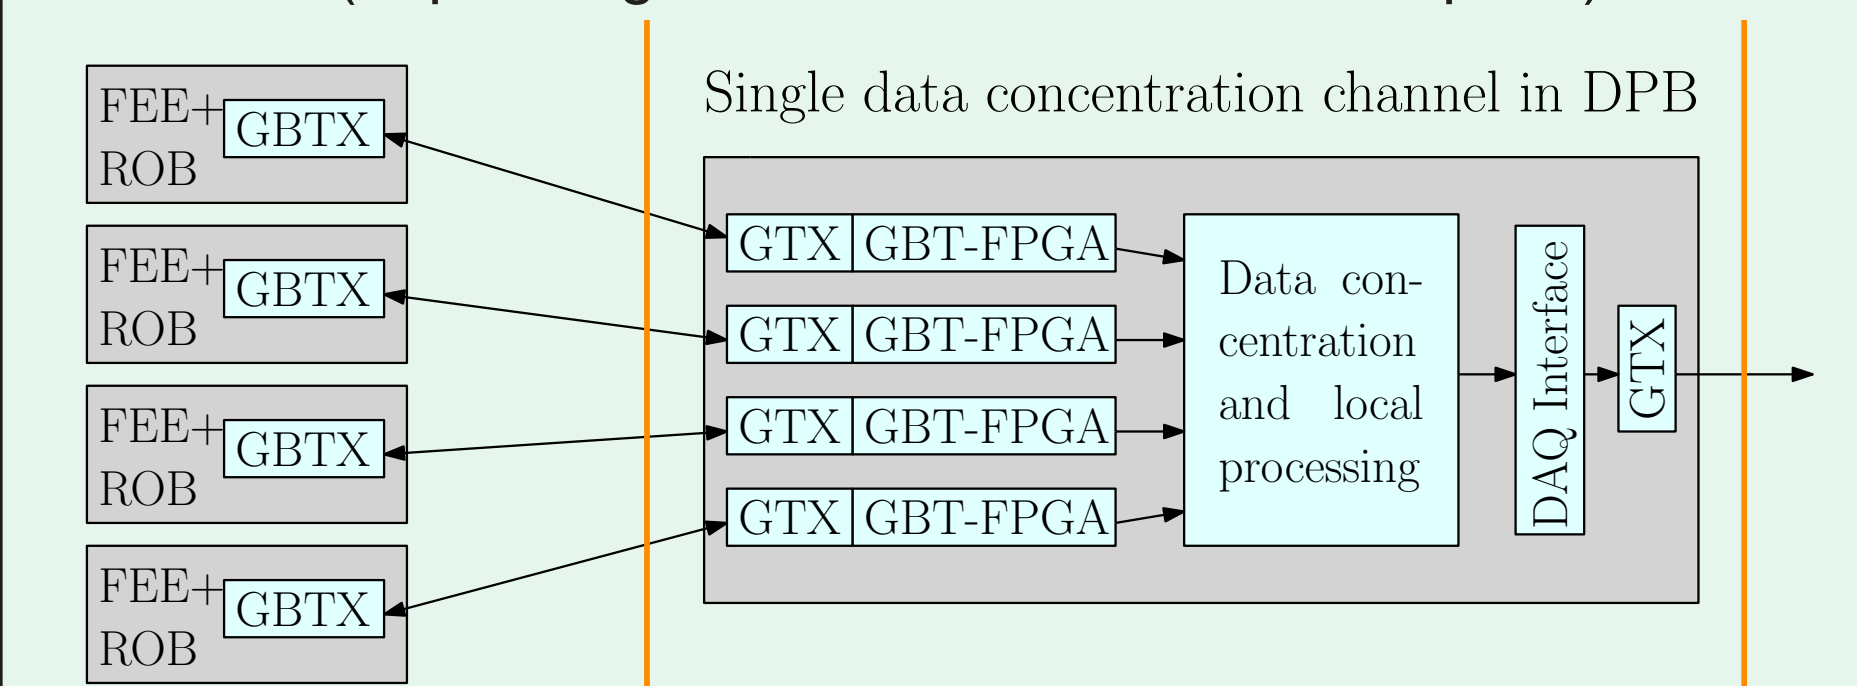 Single data concentration channel in DPB
FEE+
GBTX
ROB
FEE+
GBTX
ROB
FEE+
GBTX
ROB
FEE+
GBTX
ROB
GTX GBT-FPGA
GTX GBT-FPGA
GTX GBT-FPGA
GTX GBT-FPGA
Data con-
centration
and local
processing
DAQ Interface
GTX